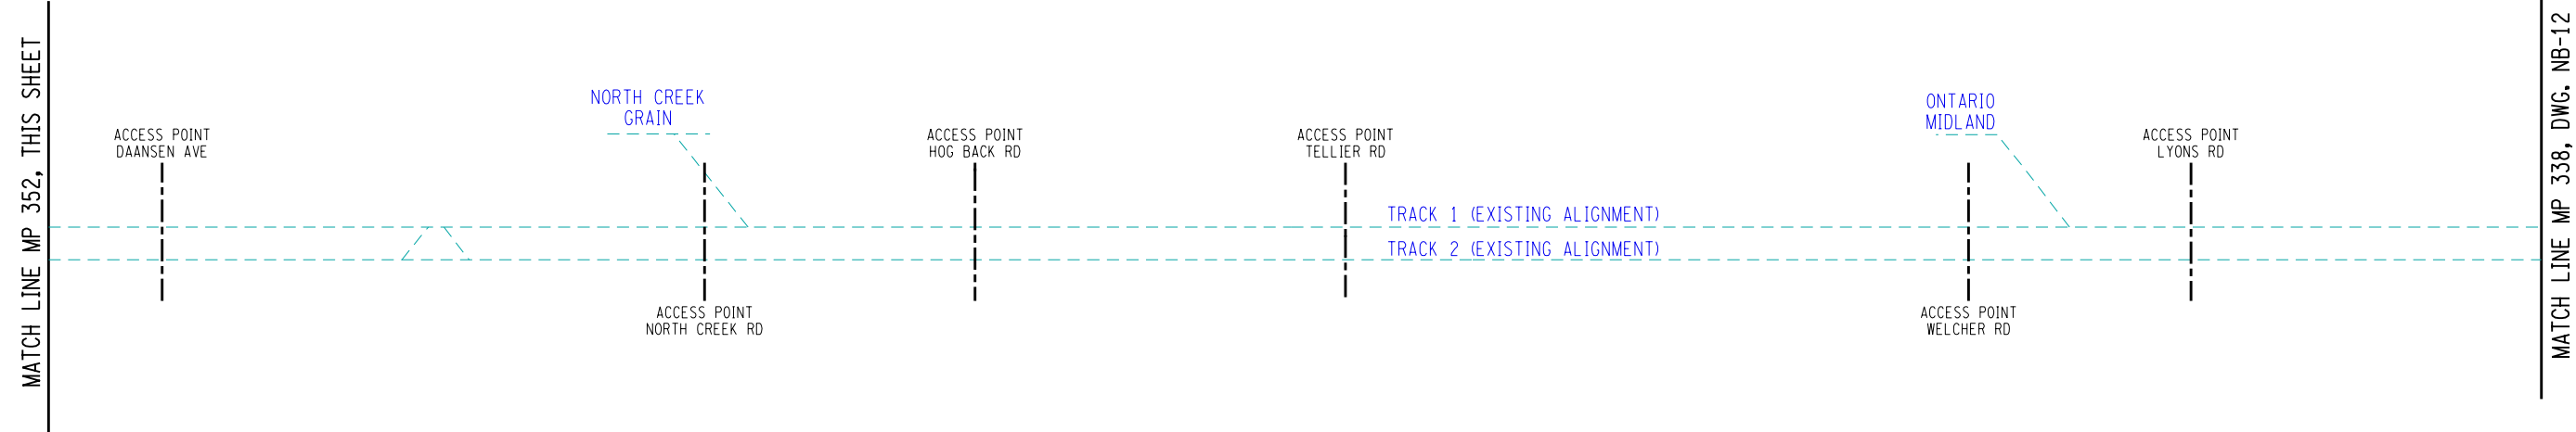 MATCH LINE MP 352, THIS SHEET
ACCESS POINT
DAANSEN AVE
NORTH CREEK
GRAIN
ACCESS POINT
NORTH CREEK RD
ACCESS POINT
HOG BACK RD
ACCESS POINT
TELLIER RD
TRACK 1 (EXISTING ALIGNMENT)
TRACK 2 (EXISTING ALIGNMENT)
ONTARIO
MIDLAND
ACCESS POINT
WELCHER RD
ACCESS POINT
LYONS RD
MATCH LINE MP 338, DWG. NB-12